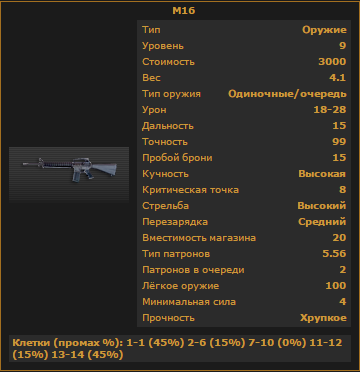 M16
Тип Оружие
Уровень 9
Стоимость 3000
Вес 4.1
Тип оружия Одиночные/очередь
Урон 18-28
Дальность 15
Точность 99
Пробой брони 15
Кучность Высокая
Критическая точка 8
Стрельба Высокий
Перезарядка Средний
Вместимость магазина 20
Тип патронов 5.56
Патронов в очереди 2
Лёгкое оружие 100
Минимальная сила 4
Прочность Хрупкое
Клетки (промах %): 1-1 (45%) 2-6 (15%) 7-10 (0%) 11-12
(15%) 13-14 (45%)